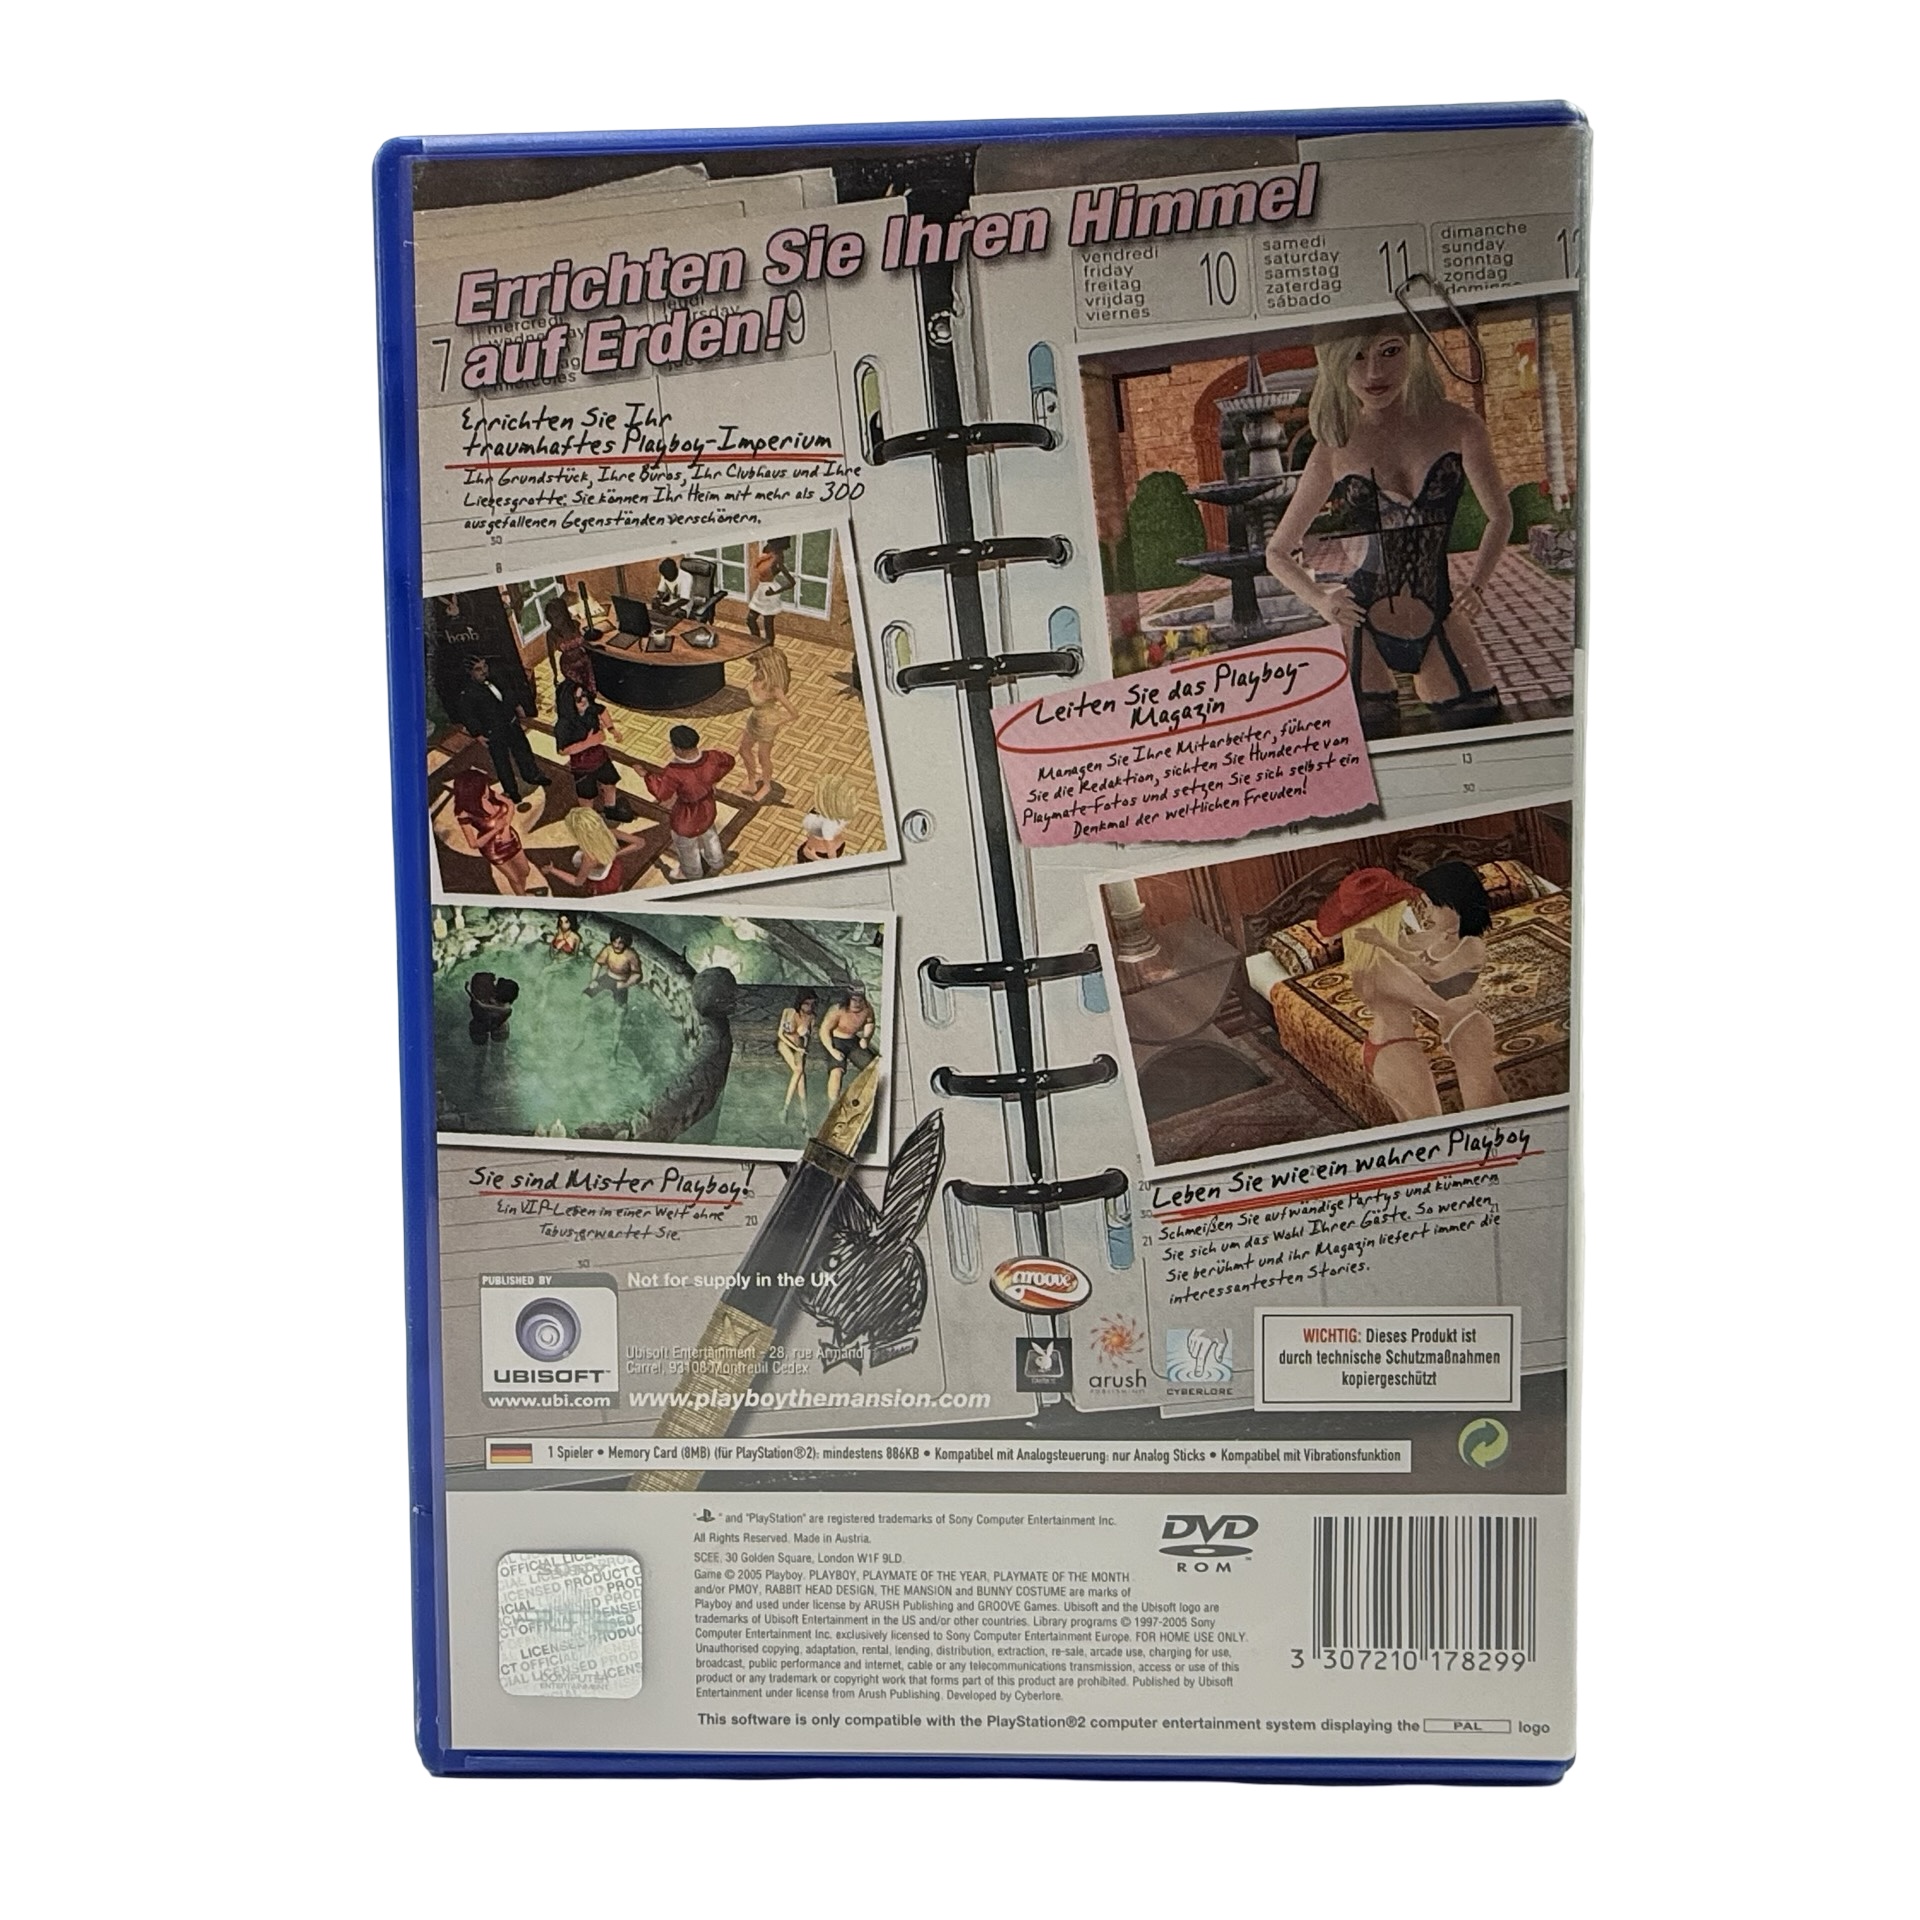 Errichten Sie Ihren Himmel
auf Erden!
7
9
mercredi
vendredi
friday
freitag
vrijdag
viernes
10
samedi
saturday
samstag
zaterdag
sábado
11
dimanche
sunday
sonntag
zondag
Errichten Sie Ihr
traumhaftes Playboy-Imperium
Ihr Grundstück, Ihre Büros, Ihr Clubhaus und Ihre
Liebesgrotte: Sie können Ihr Heim mit mehr als 300
ausgefallenen Gegenständen verschönern.
Leiten Sie das Playboy-
Magazin
Managen Sie Ihre Mitarbeiter, führen
Sie die Redaktion, sichten Sie Hunderte von
Playmate-Fotos und setzen Sie sich selbst ein
Denkmal der weltlichen Freuden!
Sie sind Mister Playboy!
Ein VIP-Leben in einer Welt ohne
Tabus erwartet Sie.
Leben Sie wie ein wahrer Playboy
Schmeißen Sie aufwändige Partys und kümmern
Sie sich um das Wohl Ihrer Gäste. So werden
Sie berühmt und ihr Magazin liefert immer die
interessantesten Stories.
PUBLISHED BY
UBISOFT
www.ubi.com
Not for supply in the UK
Ubisoft Entertainment - 28, rue Armand
Carrel, 93108 Montreuil Cedex
www.playboythemansion.com
groove
arush
CYBERLORE
WICHTIG: Dieses Produkt ist
durch technische Schutzmaßnahmen
kopiergeschützt
1 Spieler • Memory Card (8MB) (für PlayStation®2): mindestens 886KB • Kompatibel mit Analogsteuerung: nur Analog Sticks • Kompatibel mit Vibrationsfunktion
" " and "PlayStation" are registered trademarks of Sony Computer Entertainment Inc.
All Rights Reserved. Made in Austria.
SCEE, 30 Golden Square, London W1F 9LD.
Game © 2005 Playboy. PLAYBOY, PLAYMATE OF THE YEAR, PLAYMATE OF THE MONTH
and/or PMOY, RABBIT HEAD DESIGN, THE MANSION and BUNNY COSTUME are marks of
Playboy and used under license by ARUSH Publishing and GROOVE Games. Ubisoft and the Ubisoft logo are
trademarks of Ubisoft Entertainment in the US and/or other countries. Library programs © 1997-2005 Sony
Computer Entertainment Inc. exclusively licensed to Sony Computer Entertainment Europe. FOR HOME USE ONLY.
Unauthorised copying, adaptation, rental, lending, distribution, extraction, re-sale, arcade use, charging for use,
broadcast, public performance and internet, cable or any telecommunications transmission, access or use of this
product or any trademark or copyright work that forms part of this product are prohibited. Published by Ubisoft
Entertainment under license from Arush Publishing. Developed by Cyberlore.
This software is only compatible with the PlayStation®2 computer entertainment system displaying the PAL logo
DVD
ROM
3 307210 178299